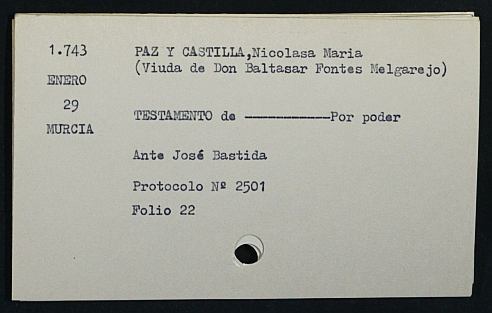 1.743
ENERO
29
MURCIA
PAZ Y CASTILLA,Nicolasa Maria
(Viuda de Don Baltasar Fontes Melgarejo)
TESTAMENTO de -----------Por poder
Ante José Bastida
Protocolo Nº 2501
Folio 22